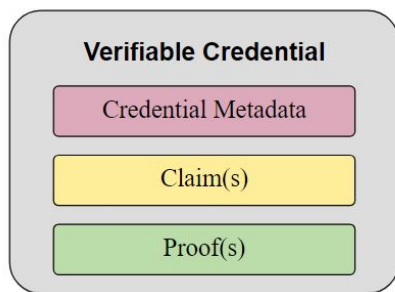 Verifiable Credential
Credential Metadata
Claim(s)
Proof(s)